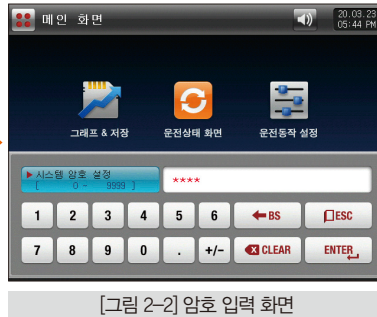 메인 화면
20.03.23
05:44 PM
그래프 & 저장
운전상태 화면
운전동작 설정
▶시스템 암호 설정
[ 0 - 9999 ]
****
1 2 3 4 5 6 BS ESC
7 8 9 0 . +/- CLEAR ENTER
[그림 2-2] 암호 입력 화면